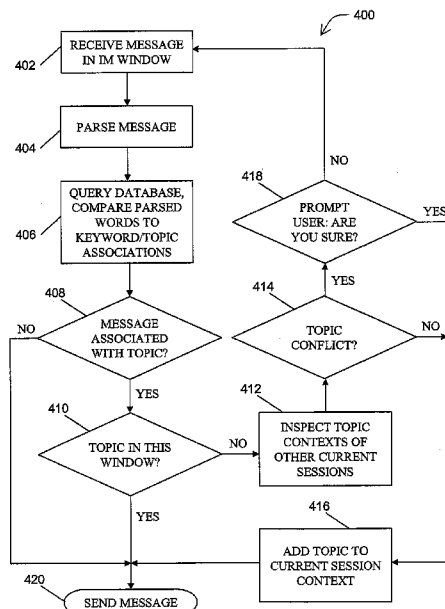 400
402
RECEIVE MESSAGE
IN IM WINDOW
404
PARSE MESSAGE
406
QUERY DATABASE,
COMPARE PARSED
WORDS TO
KEYWORD/TOPIC
ASSOCIATIONS
408
NO
MESSAGE
ASSOCIATED
WITH TOPIC?
YES
410
TOPIC IN THIS
WINDOW?
NO
YES
412
INSPECT TOPIC
CONTEXTS OF
OTHER CURRENT
SESSIONS
414
TOPIC
CONFLICT?
YES
NO
418
PROMPT
USER: ARE
YOU SURE?
NO
YES
416
ADD TOPIC TO
CURRENT SESSION
CONTEXT
420
SEND MESSAGE